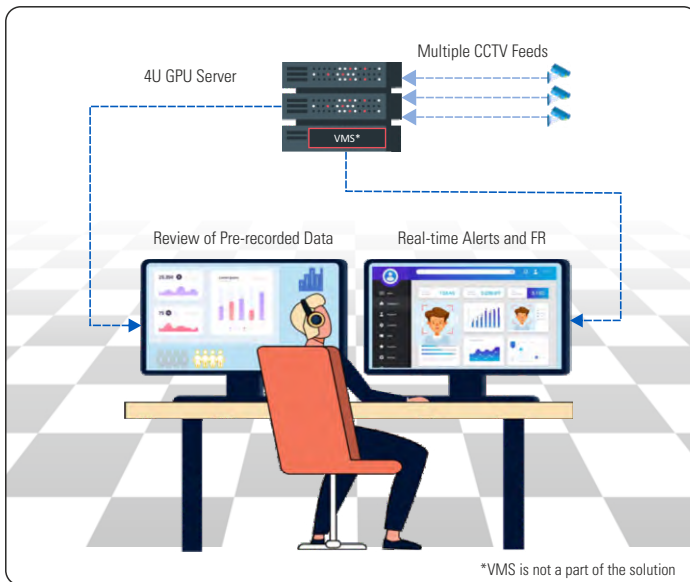 Multiple CCTV Feeds
4U GPU Server
VMS*
Review of Pre-recorded Data
Real-time Alerts and FR
*VMS is not a part of the solution